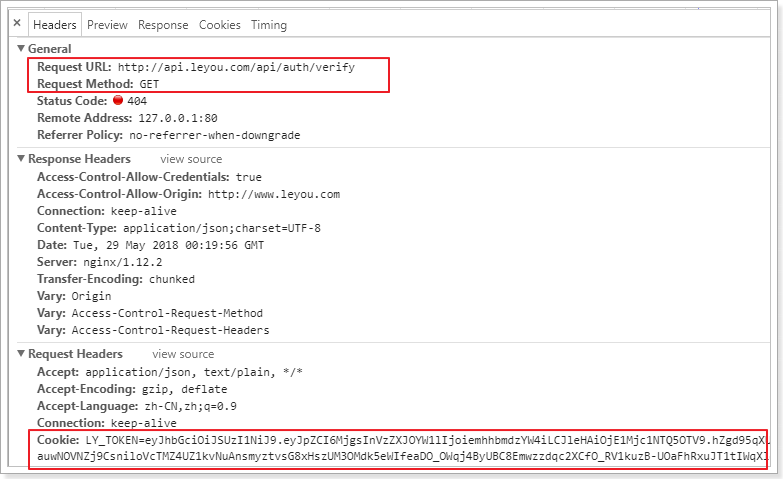 × Headers Preview Response Cookies Timing
▼ General
Request URL: http://api.leyou.com/api/auth/verify
Request Method: GET
Status Code: 404
Remote Address: 127.0.0.1:80
Referrer Policy: no-referrer-when-downgrade
▼ Response Headers view source
Access-Control-Allow-Credentials: true
Access-Control-Allow-Origin: http://www.leyou.com
Connection: keep-alive
Content-Type: application/json;charset=UTF-8
Date: Tue, 29 May 2018 00:19:56 GMT
Server: nginx/1.12.2
Transfer-Encoding: chunked
Vary: Origin
Vary: Access-Control-Request-Method
Vary: Access-Control-Request-Headers
▼ Request Headers view source
Accept: application/json, text/plain, */*
Accept-Encoding: gzip, deflate
Accept-Language: zh-CN,zh;q=0.9
Connection: keep-alive
Cookie: LY_TOKEN=eyJhbGciOiJSUzI1NiJ9.eyJpZCI6MjgsInVzZXJOYW1lIjoiemhhbmdzYW4iLCJleHAiOjE1Mjc1NTQ5OTV9.hZgd95qX
auwNOVNZj9CsniloVcTMZ4UZ1kvNuAnsmyztvsG8xHszUM3OMdk5eWIfeaDO_OWqj4ByUBC8Emwzzdqc2XCfO_RV1kuzB-UOaFhRxuJT1tIWqX